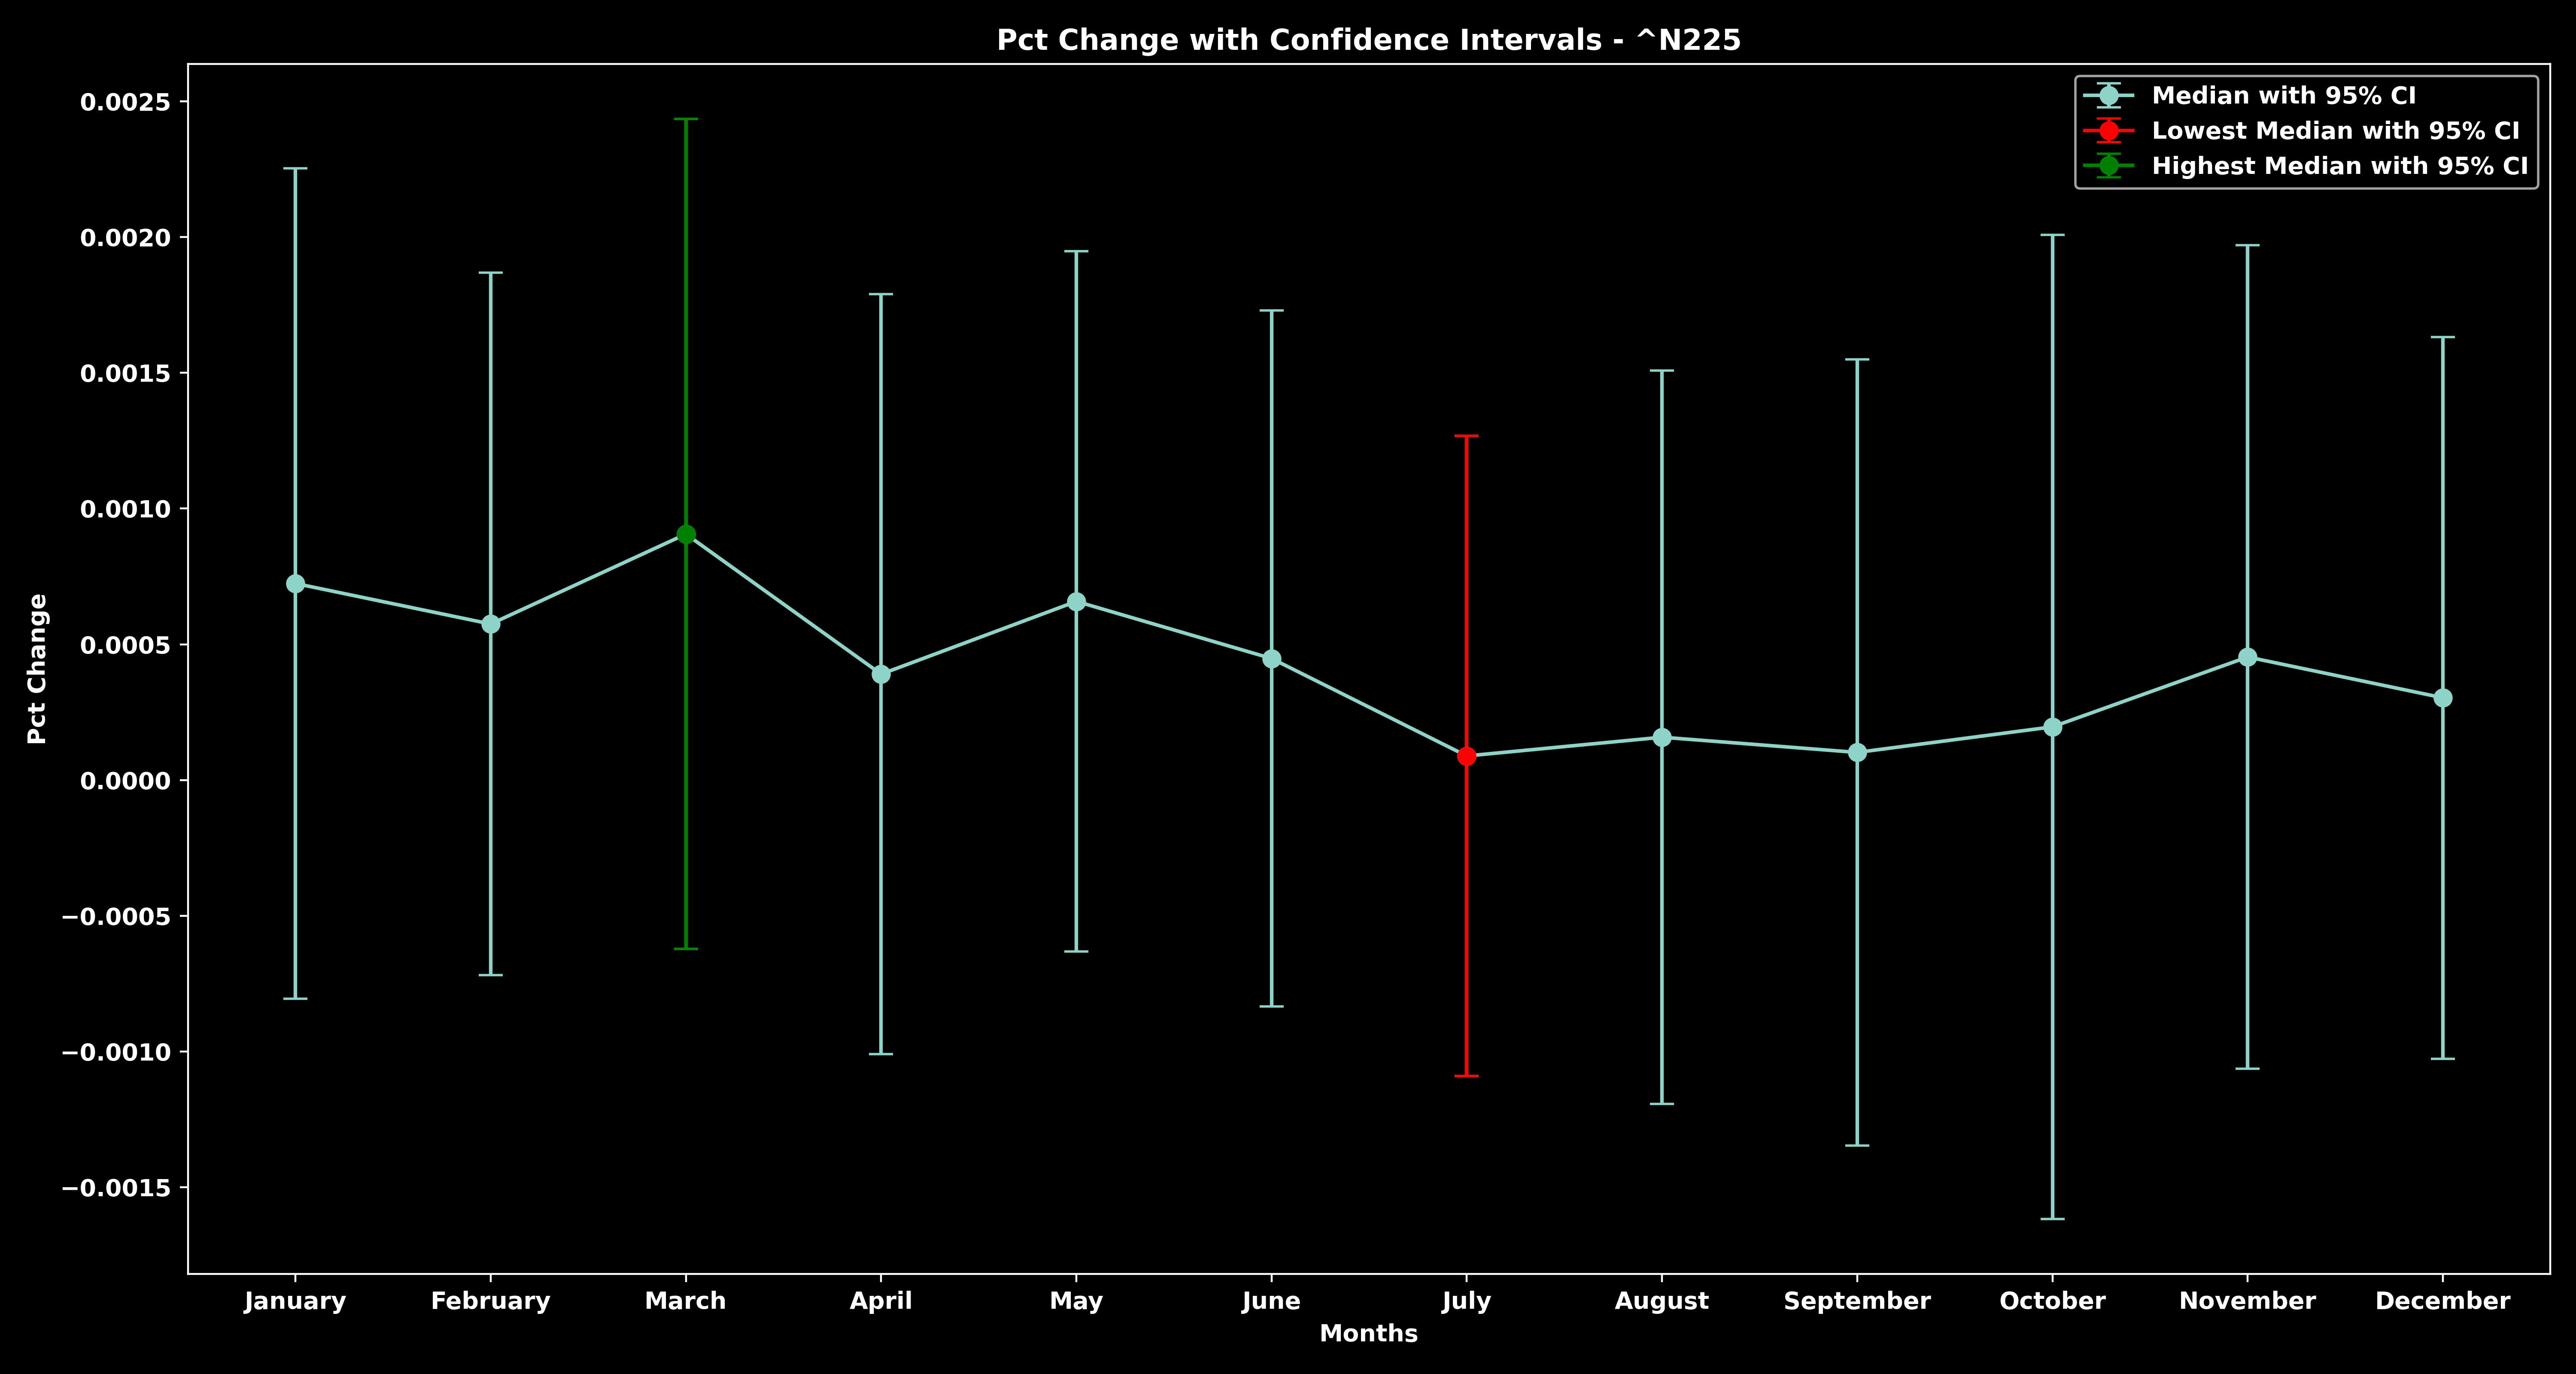 Pct Change with Confidence Intervals - ^N225
Median with 95% CI
Lowest Median with 95% CI
Highest Median with 95% CI
Pct Change
0.0025
0.0020
0.0015
0.0010
0.0005
0.0000
−0.0005
−0.0010
−0.0015
January February March April May June July August September October November December
Months